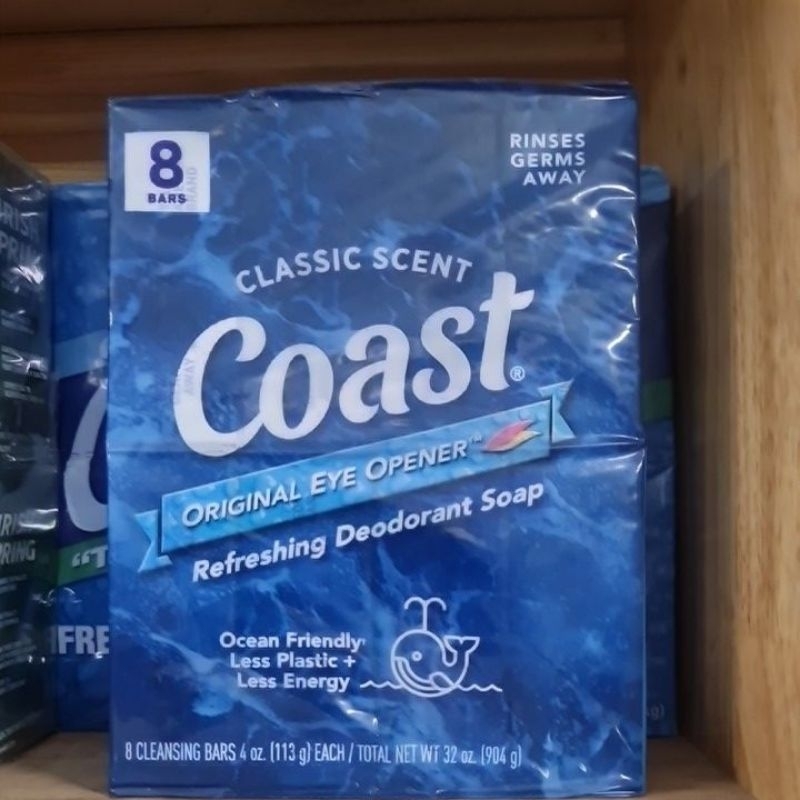 8
BARS
RINSES
GERMS
AWAY
CLASSIC SCENT
Coast®
ORIGINAL EYE OPENER™
Refreshing Deodorant Soap
Ocean Friendly
Less Plastic +
Less Energy
8 CLEANSING BARS 4 oz. (113 g) EACH / TOTAL NET WT 32 oz. (904 g)